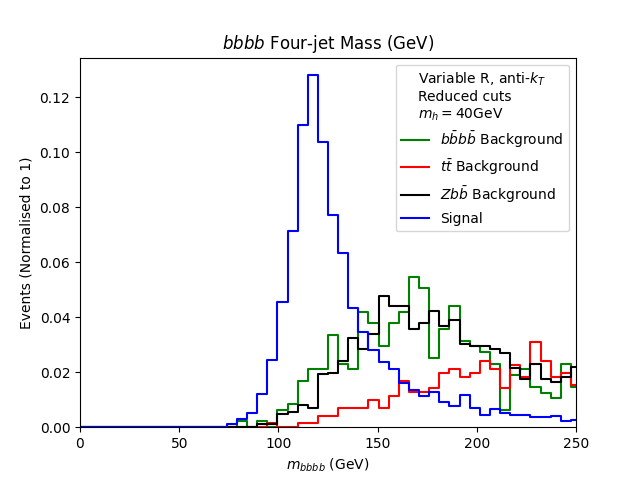 bbbb Four-jet Mass (GeV)
Variable R, anti-k_T
Reduced cuts
m_h = 40GeV
bb̄bb̄ Background
tt̄ Background
Zbb̄ Background
Signal
Events (Normalised to 1)
0.12
0.10
0.08
0.06
0.04
0.02
0.00
0 50 100 150 200 250
m_bbbb (GeV)